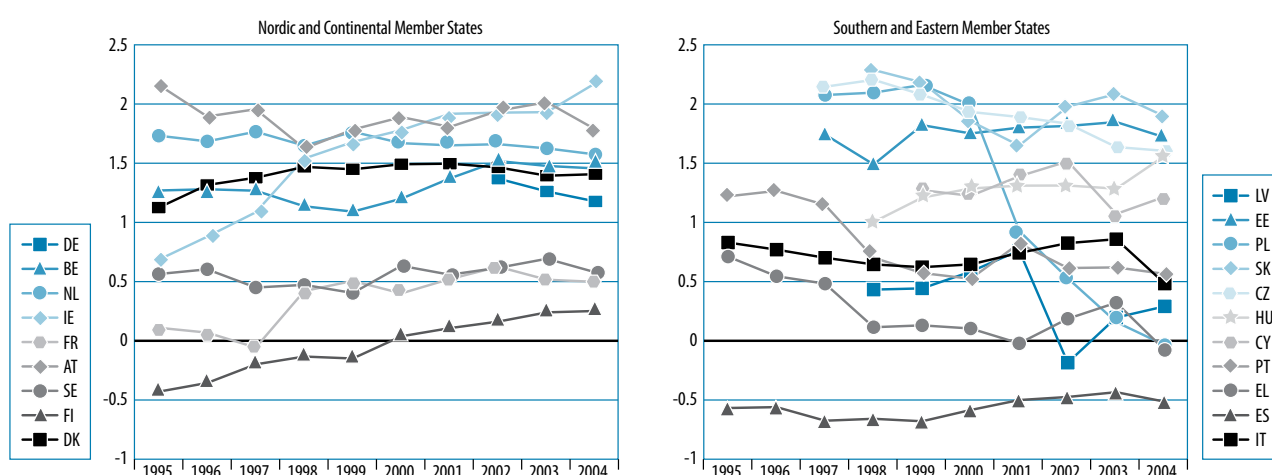 Nordic and Continental Member States
2.5
2
1.5
1
0.5
0
-0.5
-1
1995 1996 1997 1998 1999 2000 2001 2002 2003 2004
DE
BE
NL
IE
FR
AT
SE
FI
DK
Southern and Eastern Member States
2.5
2
1.5
1
0.5
0
-0.5
-1
1995 1996 1997 1998 1999 2000 2001 2002 2003 2004
LV
EE
PL
SK
CZ
HU
CY
PT
EL
ES
IT